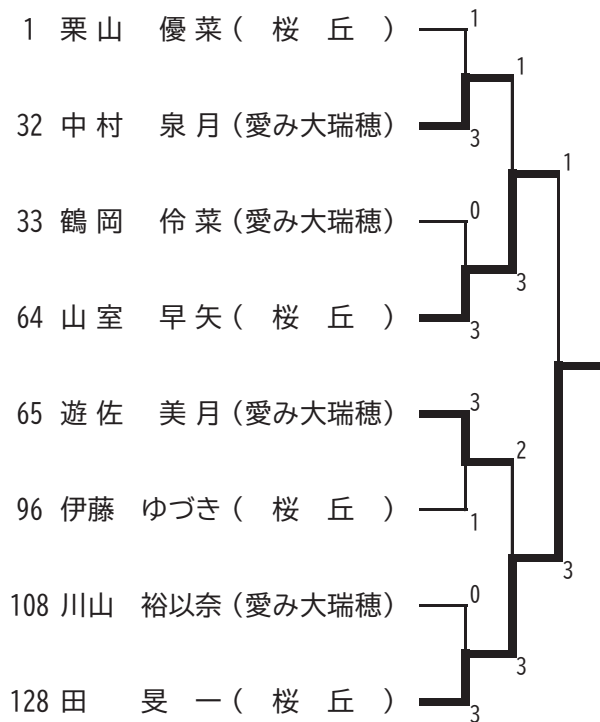 1 栗山 優菜 ( 桜 丘 ) 1
1
32 中村 泉月 (愛み大瑞穂) 3
1
33 鶴岡 伶菜 (愛み大瑞穂) 0
3
64 山室 早矢 ( 桜 丘 ) 3
65 遊佐 美月 (愛み大瑞穂) 3
2
96 伊藤 ゆづき ( 桜 丘 ) 1
3
108 川山 裕以奈 (愛み大瑞穂) 0
3
128 田 旻一 ( 桜 丘 ) 3